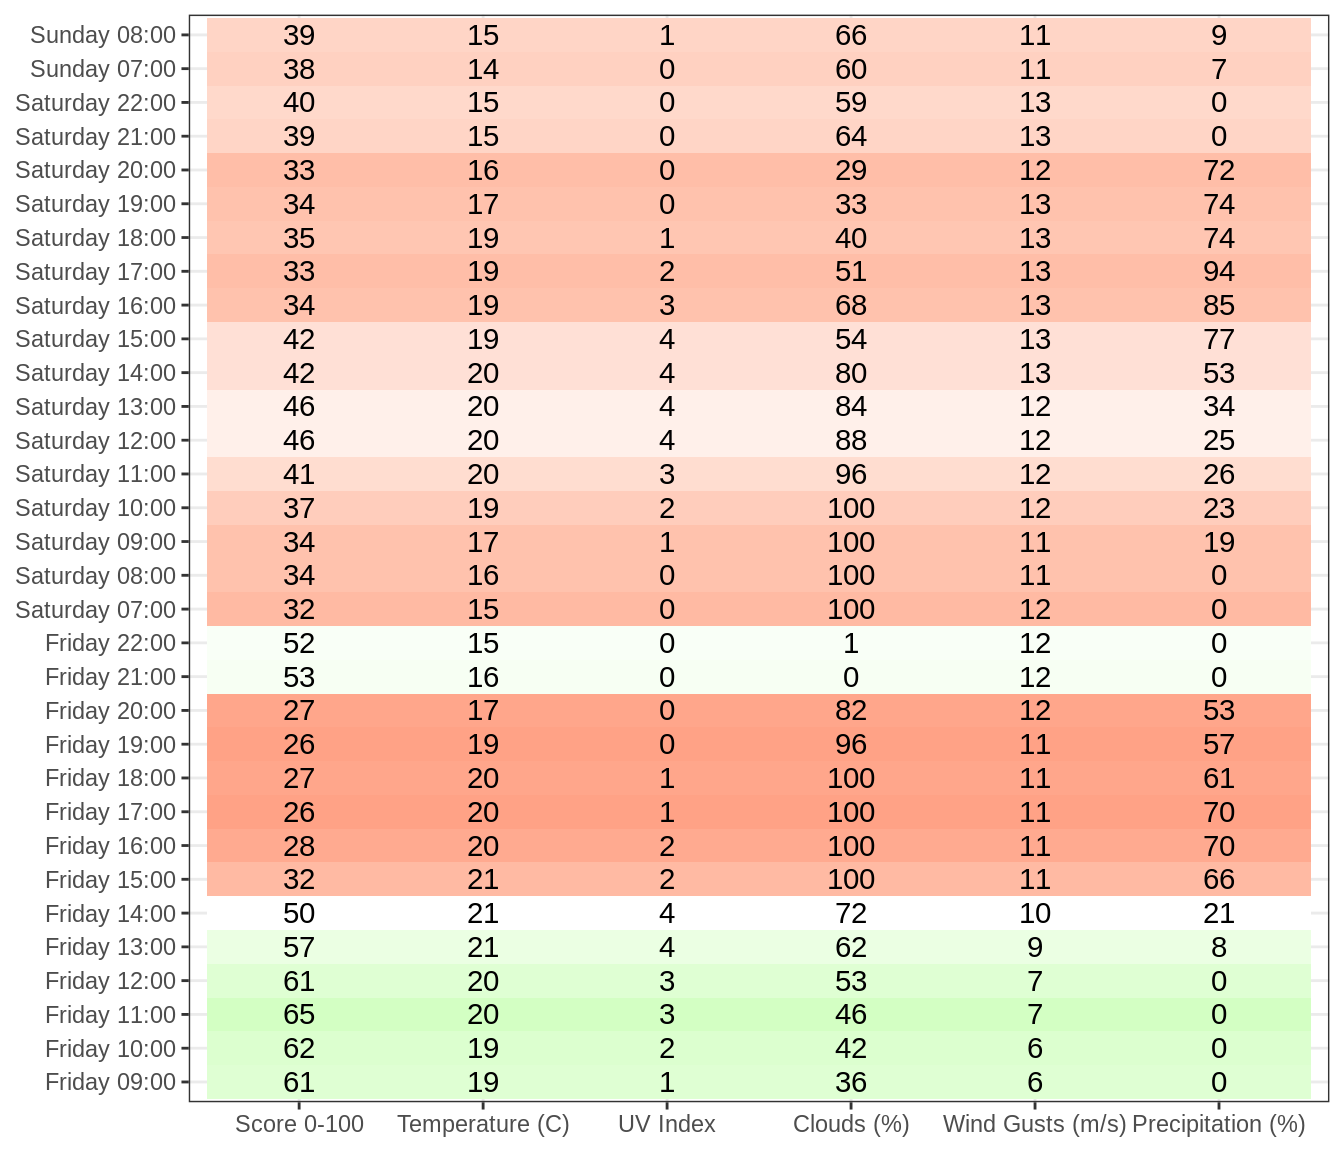 Sunday 08:00 39 15 1 66 11 9
Sunday 07:00 38 14 0 60 11 7
Saturday 22:00 40 15 0 59 13 0
Saturday 21:00 39 15 0 64 13 0
Saturday 20:00 33 16 0 29 12 72
Saturday 19:00 34 17 0 33 13 74
Saturday 18:00 35 19 1 40 13 74
Saturday 17:00 33 19 2 51 13 94
Saturday 16:00 34 19 3 68 13 85
Saturday 15:00 42 19 4 54 13 77
Saturday 14:00 42 20 4 80 13 53
Saturday 13:00 46 20 4 84 12 34
Saturday 12:00 46 20 4 88 12 25
Saturday 11:00 41 20 3 96 12 26
Saturday 10:00 37 19 2 100 12 23
Saturday 09:00 34 17 1 100 11 19
Saturday 08:00 34 16 0 100 11 0
Saturday 07:00 32 15 0 100 12 0
Friday 22:00 52 15 0 1 12 0
Friday 21:00 53 16 0 0 12 0
Friday 20:00 27 17 0 82 12 53
Friday 19:00 26 19 0 96 11 57
Friday 18:00 27 20 1 100 11 61
Friday 17:00 26 20 1 100 11 70
Friday 16:00 28 20 2 100 11 70
Friday 15:00 32 21 2 100 11 66
Friday 14:00 50 21 4 72 10 21
Friday 13:00 57 21 4 62 9 8
Friday 12:00 61 20 3 53 7 0
Friday 11:00 65 20 3 46 7 0
Friday 10:00 62 19 2 42 6 0
Friday 09:00 61 19 1 36 6 0
Score 0-100 Temperature (C) UV Index Clouds (%) Wind Gusts (m/s) Precipitation (%)